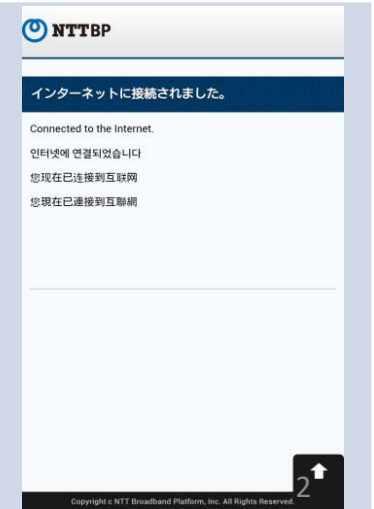 NTTBP
インターネットに接続されました。
Connected to the Internet.
인터넷에 연결되었습니다
您现在已连接到互联网
您現在已連接到互聯網
2
Copyright c NTT Broadband Platform, Inc. All Rights Reserved.